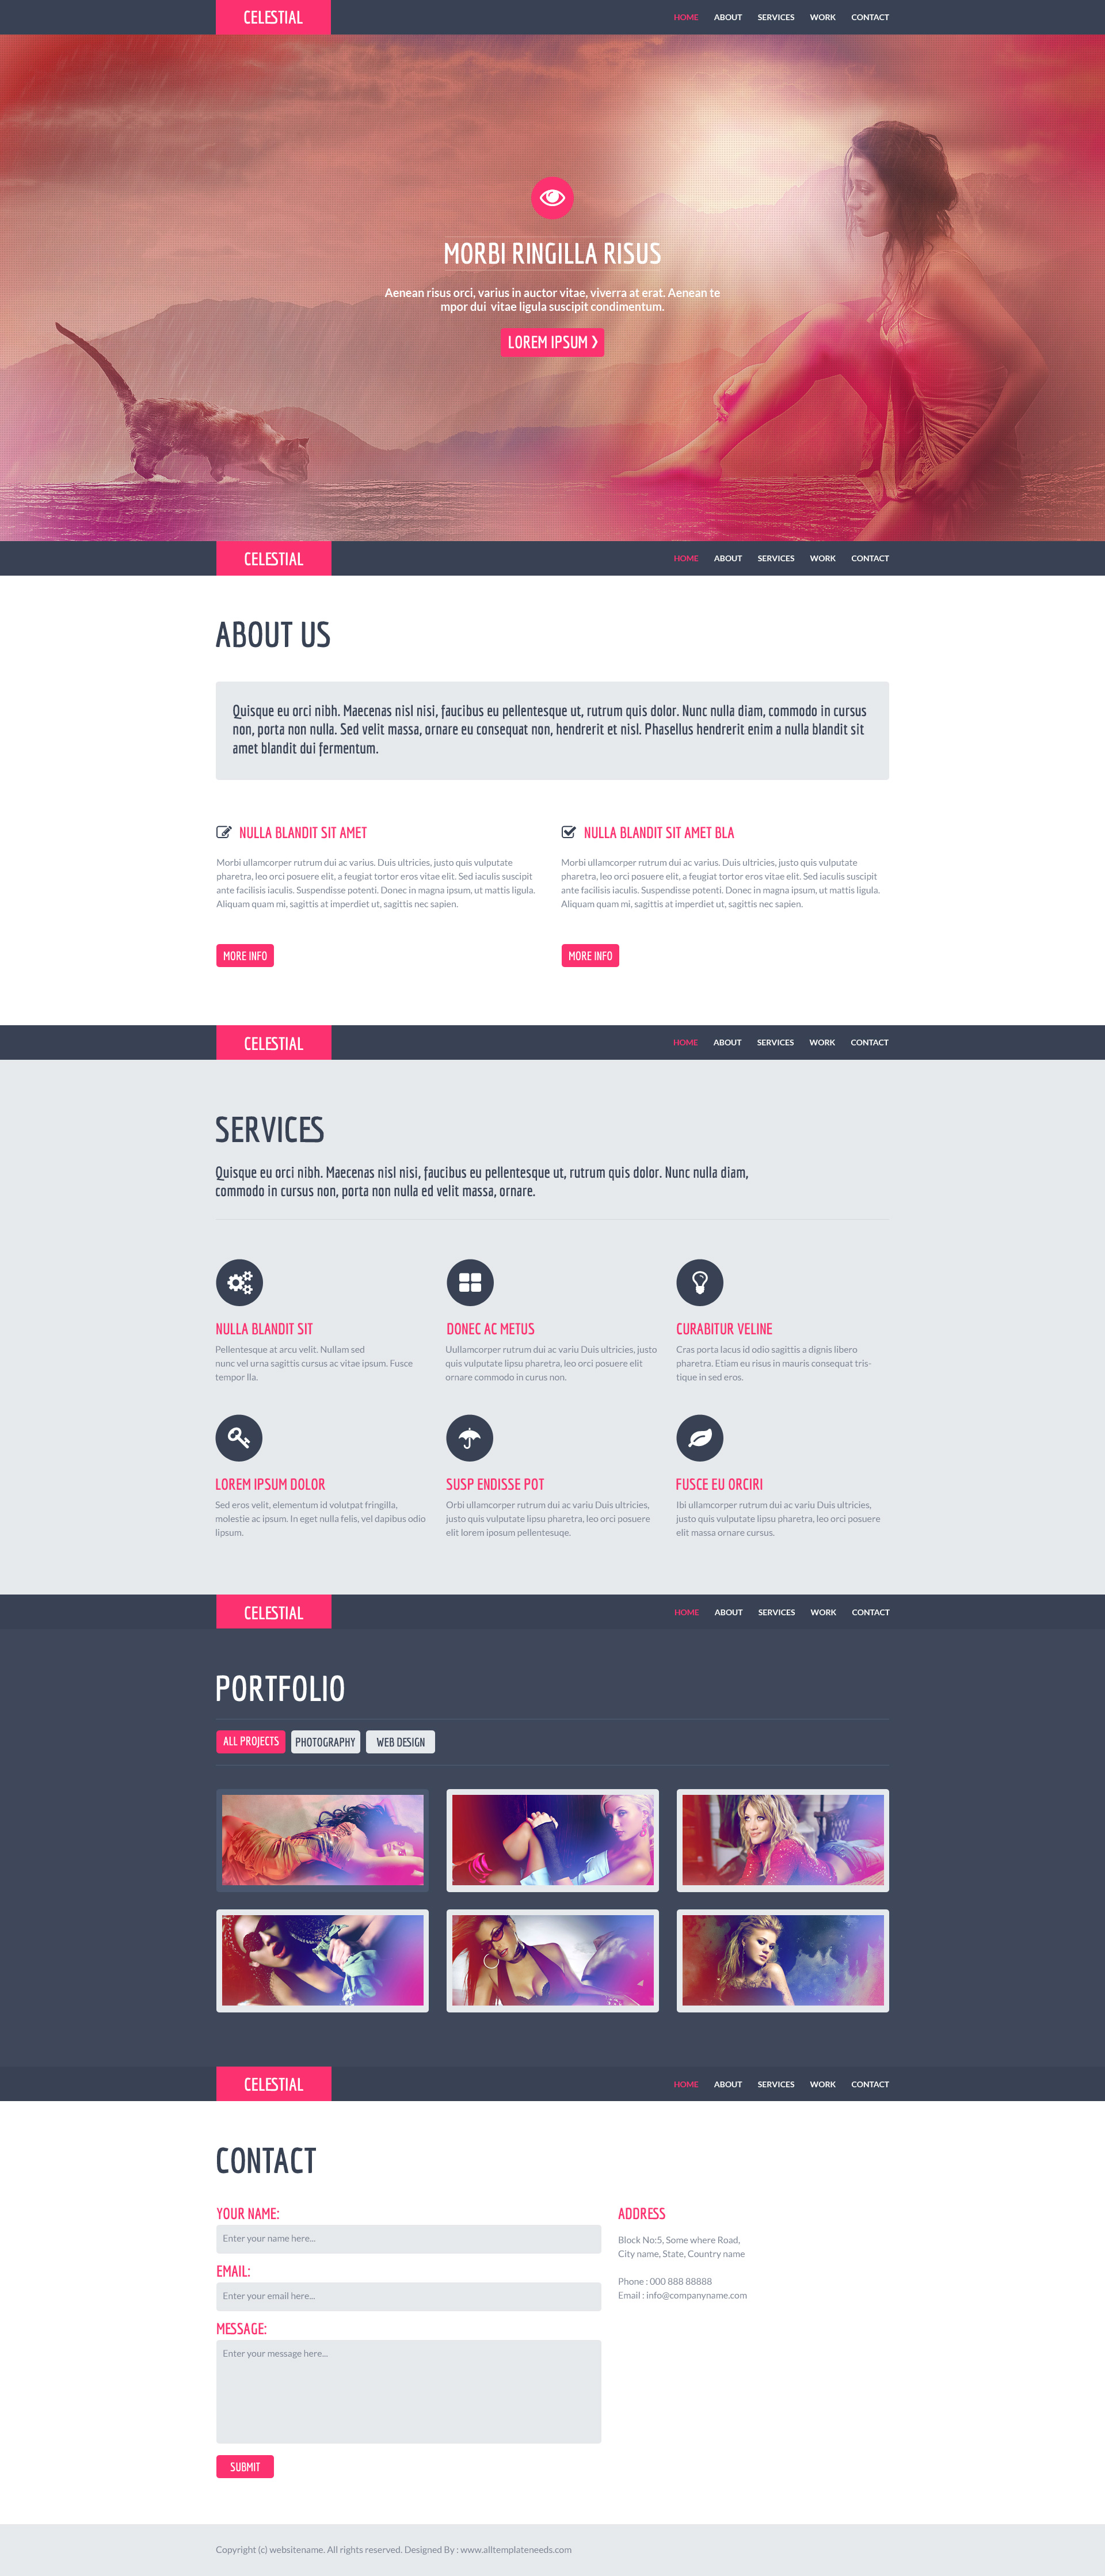 CELESTIAL
HOME ABOUT SERVICES WORK CONTACT
MORBI RINGILLA RISUS
Aenean risus orci, varius in auctor vitae, viverra at erat. Aenean te
mpor dui vitae ligula suscipit condimentum.
LOREM IPSUM ❯
CELESTIAL
HOME ABOUT SERVICES WORK CONTACT
ABOUT US
Quisque eu orci nibh. Maecenas nisl nisi, faucibus eu pellentesque ut, rutrum quis dolor. Nunc nulla diam, commodo in cursus
non, porta non nulla. Sed velit massa, ornare eu consequat non, hendrerit et nisl. Phasellus hendrerit enim a nulla blandit sit
amet blandit dui fermentum.
NULLA BLANDIT SIT AMET
Morbi ullamcorper rutrum dui ac varius. Duis ultricies, justo quis vulputate
pharetra, leo orci posuere elit, a feugiat tortor eros vitae elit. Sed iaculis suscipit
ante facilisis iaculis. Suspendisse potenti. Donec in magna ipsum, ut mattis ligula.
Aliquam quam mi, sagittis at imperdiet ut, sagittis nec sapien.
MORE INFO
NULLA BLANDIT SIT AMET BLA
Morbi ullamcorper rutrum dui ac varius. Duis ultricies, justo quis vulputate
pharetra, leo orci posuere elit, a feugiat tortor eros vitae elit. Sed iaculis suscipit
ante facilisis iaculis. Suspendisse potenti. Donec in magna ipsum, ut mattis ligula.
Aliquam quam mi, sagittis at imperdiet ut, sagittis nec sapien.
MORE INFO
CELESTIAL
HOME ABOUT SERVICES WORK CONTACT
SERVICES
Quisque eu orci nibh. Maecenas nisl nisi, faucibus eu pellentesque ut, rutrum quis dolor. Nunc nulla diam,
commodo in cursus non, porta non nulla ed velit massa, ornare.
NULLA BLANDIT SIT
Pellentesque at arcu velit. Nullam sed
nunc vel urna sagittis cursus ac vitae ipsum. Fusce
tempor lla.
DONEC AC METUS
Uullamcorper rutrum dui ac variu Duis ultricies, justo
quis vulputate lipsu pharetra, leo orci posuere elit
ornare commodo in curus non.
CURABITUR VELINE
Cras porta lacus id odio sagittis a dignis libero
pharetra. Etiam eu risus in mauris consequat tris-
tique in sed eros.
LOREM IPSUM DOLOR
Sed eros velit, elementum id volutpat fringilla,
molestie ac ipsum. In eget nulla felis, vel dapibus odio
lipsum.
SUSP ENDISSE POT
Orbi ullamcorper rutrum dui ac variu Duis ultricies,
justo quis vulputate lipsu pharetra, leo orci posuere
elit lorem iposum pellentesuqe.
FUSCE EU ORCIRI
Ibi ullamcorper rutrum dui ac variu Duis ultricies,
justo quis vulputate lipsu pharetra, leo orci posuere
elit massa ornare cursus.
CELESTIAL
HOME ABOUT SERVICES WORK CONTACT
PORTFOLIO
ALL PROJECTS PHOTOGRAPHY WEB DESIGN
CELESTIAL
HOME ABOUT SERVICES WORK CONTACT
CONTACT
YOUR NAME:
Enter your name here...
EMAIL:
Enter your email here...
MESSAGE:
Enter your message here...
SUBMIT
ADDRESS
Block No:5, Some where Road,
City name, State, Country name
Phone : 000 888 88888
Email : info@companyname.com
Copyright (c) websitename. All rights reserved. Designed By : www.alltemplateneeds.com